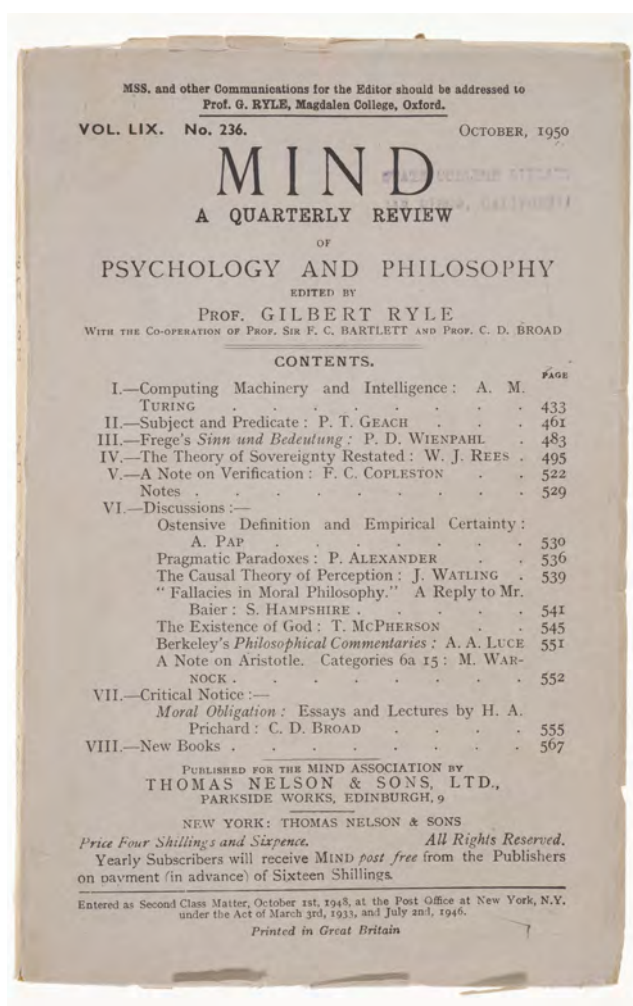 MSS. and other Communications for the Editor should be addressed to
Prof. G. RYLE, Magdalen College, Oxford.
VOL. LIX. No. 236. OCTOBER, 1950
MIND
A QUARTERLY REVIEW
OF
PSYCHOLOGY AND PHILOSOPHY
EDITED BY
PROF. GILBERT RYLE
WITH THE CO-OPERATION OF PROF. SIR F. C. BARTLETT AND PROF. C. D. BROAD
CONTENTS.
PAGE
I.—Computing Machinery and Intelligence : A. M.
TURING . . . . . . . . 433
II.—Subject and Predicate : P. T. GEACH . . . 461
III.—Frege's Sinn und Bedeutung : P. D. WIENPAHL . 483
IV.—The Theory of Sovereignty Restated : W. J. REES . 495
V.—A Note on Verification : F. C. COPLESTON . . 522
Notes . . . . . . . . . 529
VI.—Discussions :—
Ostensive Definition and Empirical Certainty :
A. PAP . . . . . . . 530
Pragmatic Paradoxes : P. ALEXANDER . . 536
The Causal Theory of Perception : J. WATLING . 539
" Fallacies in Moral Philosophy." A Reply to Mr.
Baier : S. HAMPSHIRE . . . . . 541
The Existence of God : T. MCPHERSON . . 545
Berkeley's Philosophical Commentaries : A. A. LUCE 551
A Note on Aristotle. Categories 6a 15 : M. WAR-
NOCK . . . . . . . . 552
VII.—Critical Notice :—
Moral Obligation : Essays and Lectures by H. A.
Prichard : C. D. BROAD . . . . 555
VIII.—New Books . . . . . . . . 567
PUBLISHED FOR THE MIND ASSOCIATION BY
THOMAS NELSON & SONS, LTD.,
PARKSIDE WORKS, EDINBURGH, 9
NEW YORK: THOMAS NELSON & SONS
Price Four Shillings and Sixpence. All Rights Reserved.
Yearly Subscribers will receive MIND post free from the Publishers
on payment (in advance) of Sixteen Shillings.
Entered as Second Class Matter, October 1st, 1948, at the Post Office at New York, N.Y.
under the Act of March 3rd, 1933, and July 2nd, 1946.
Printed in Great Britain